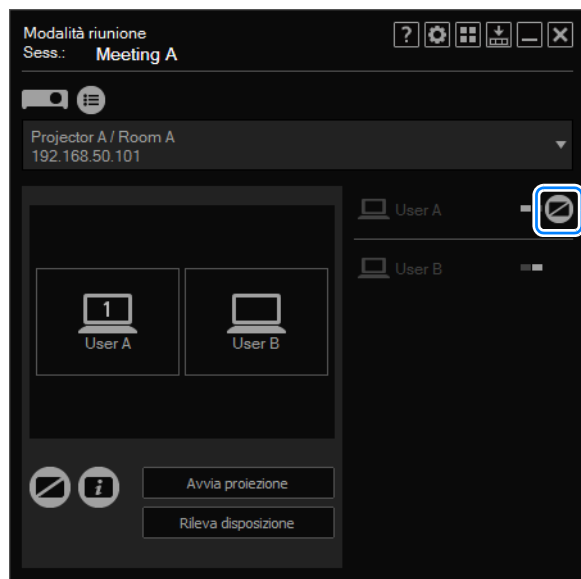 Modalità riunione
Sess.: Meeting A
?
Projector A / Room A
192.168.50.101
User A
User B
1
User A User B
i
Avvia proiezione
Rileva disposizione